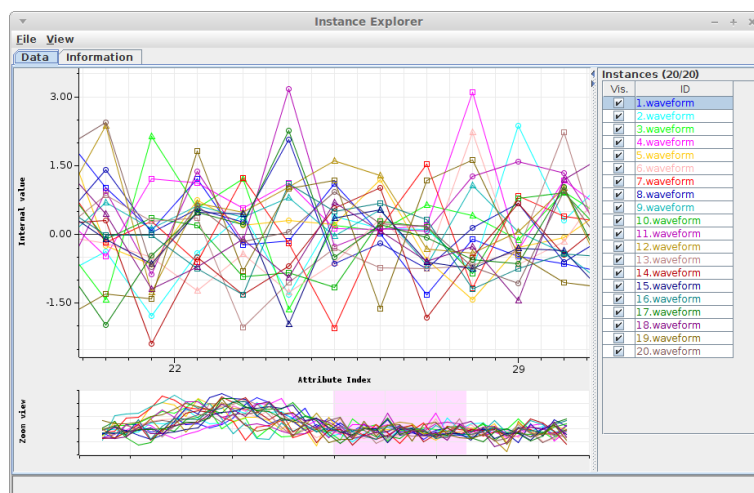 Instance Explorer
File View
Data Information
3.00
1.50
0.00
-1.50
Internal value
22
29
Attribute Index
Zoom view
Instances (20/20)
Vis. ID
1.waveform
2.waveform
3.waveform
4.waveform
5.waveform
6.waveform
7.waveform
8.waveform
9.waveform
10.waveform
11.waveform
12.waveform
13.waveform
14.waveform
15.waveform
16.waveform
17.waveform
18.waveform
19.waveform
20.waveform